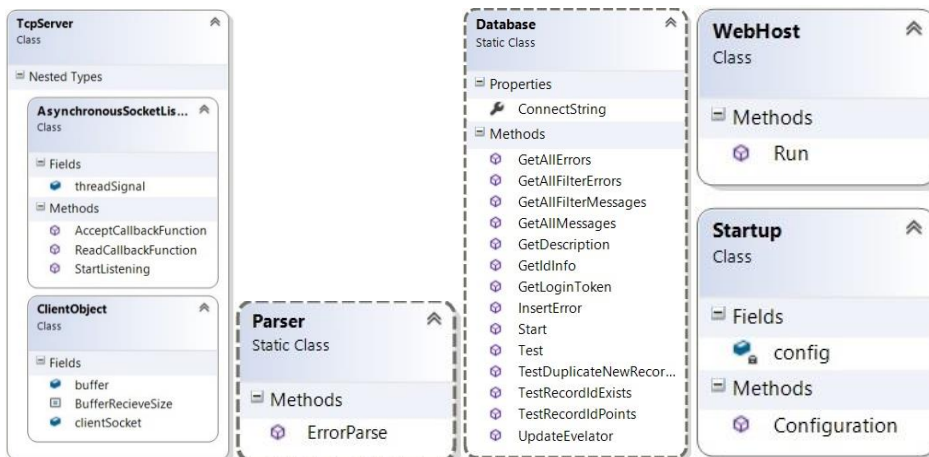 TcpServer
Class
Nested Types
AsynchronousSocketLis...
Class
Fields
threadSignal
Methods
AcceptCallbackFunction
ReadCallbackFunction
StartListening
ClientObject
Class
Fields
buffer
BufferRecieveSize
clientSocket
Parser
Static Class
Methods
ErrorParse
Database
Static Class
Properties
ConnectString
Methods
GetAllErrors
GetAllFilterErrors
GetAllFilterMessages
GetAllMessages
GetDescription
GetIdInfo
GetLoginToken
InsertError
Start
Test
TestDuplicateNewRecor...
TestRecordIdExists
TestRecordIdPoints
UpdateEvelator
WebHost
Class
Methods
Run
Startup
Class
Fields
config
Methods
Configuration